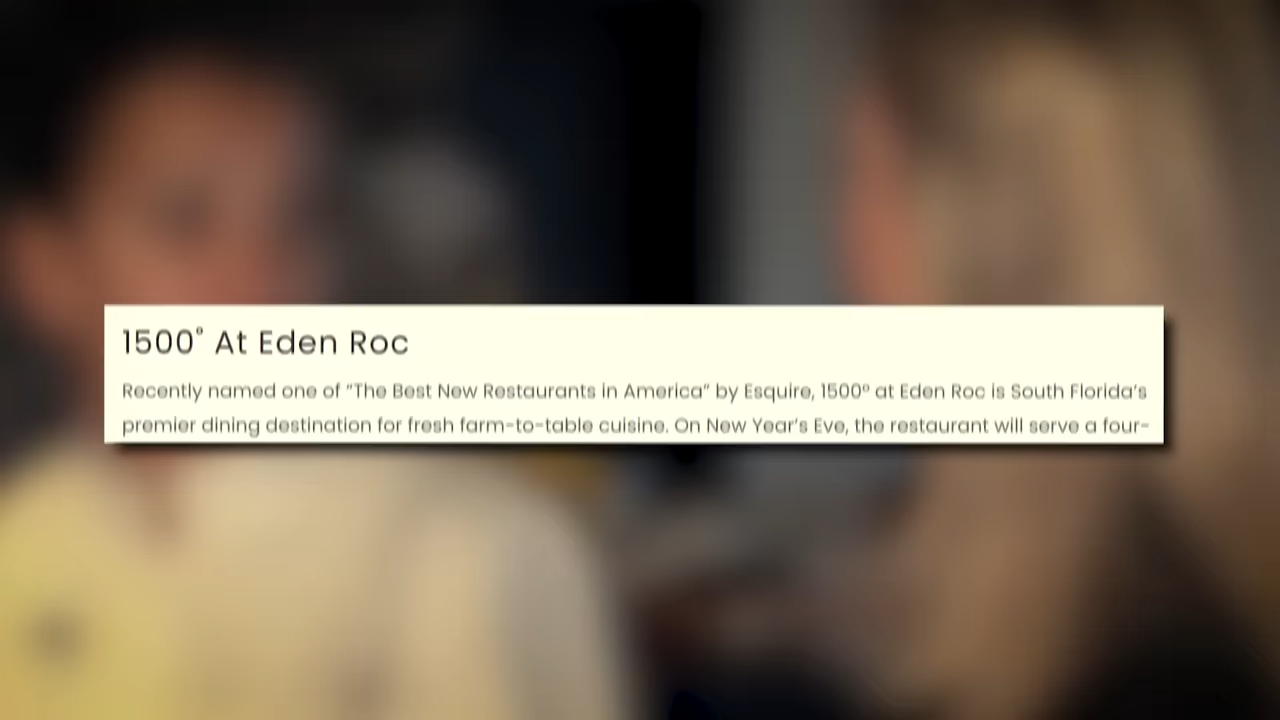 1500° At Eden Roc
Recently named one of “The Best New Restaurants in America” by Esquire, 1500º at Eden Roc is South Florida’s
premier dining destination for fresh farm-to-table cuisine. On New Year’s Eve, the restaurant will serve a four-